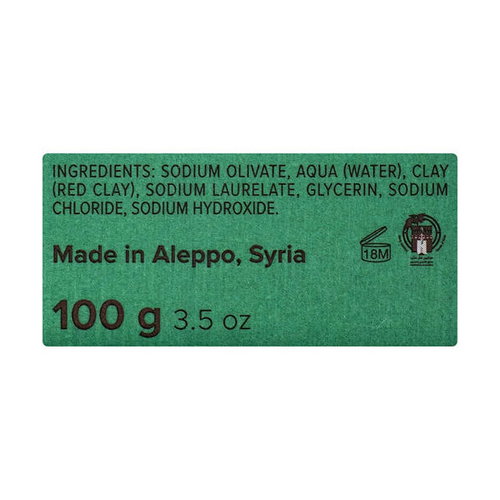 INGREDIENTS: SODIUM OLIVATE, AQUA (WATER), CLAY
(RED CLAY), SODIUM LAURELATE, GLYCERIN, SODIUM
CHLORIDE, SODIUM HYDROXIDE.
Made in Aleppo, Syria
18M
100 g 3.5 oz